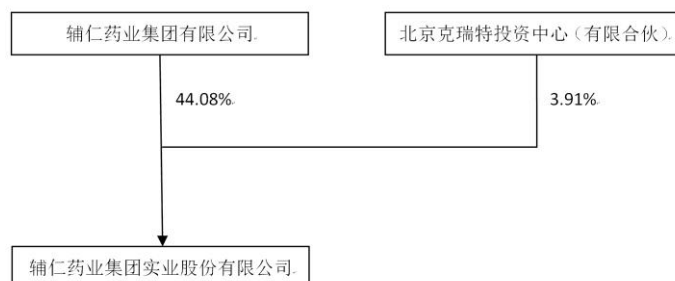 辅仁药业集团有限公司
北京克瑞特投资中心（有限合伙）
44.08%
3.91%
辅仁药业集团实业股份有限公司